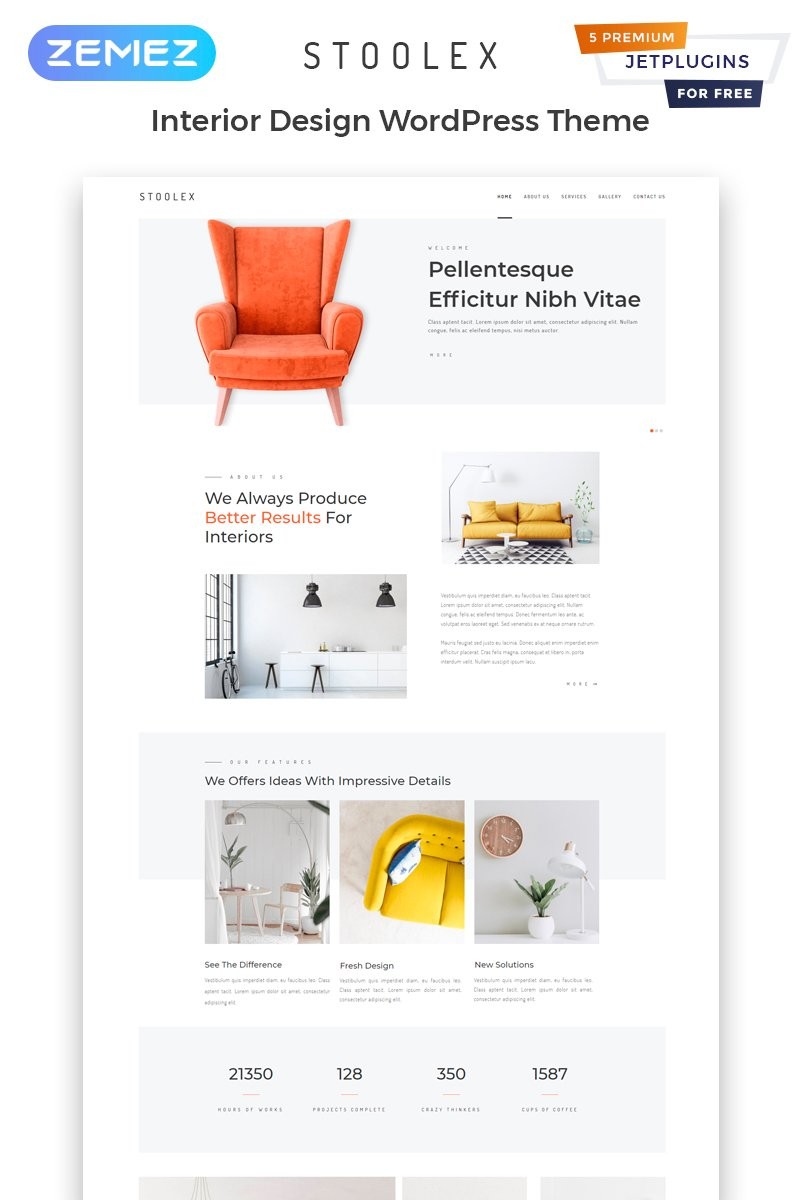 ZEMEZ
STOOLEX
5 PREMIUM
JETPLUGINS
FOR FREE
Interior Design WordPress Theme
STOOLEX
HOME ABOUT US SERVICES GALLERY CONTACT US
WELCOME
Pellentesque
Efficitur Nibh Vitae
Class aptent tacit. Lorem ipsum dolor sit amet, consectetur adipiscing elit. Nullam
congue, felis ac eleifend tempus, nisi metus auctor
MORE
ABOUT US
We Always Produce
Better Results For
Interiors
Vestibulum quis imperdiet diam, eu faucibus leo. Class aptent tacit.
Lorem ipsum dolor sit amet, consectetur adipiscing elit. Nullam
congue, felis ac eleifend tempus. Donec fermentum leo ante, ac
volutpat eros laoreet eget. Sed venenatis ex at neque ornare rutrum.
Mauris feugiat sed justo eu lacinia. Donec aliquet enim imperdiet enim
efficitur placerat. Cras felis magna, consequat et libero in, porta
interdum velit. Nullam suscipit ipsum lacu.
MORE
OUR FEATURES
We Offers Ideas With Impressive Details
See The Difference
Vestibulum quis imperdiet diam, eu faucibus leo. Class
aptent tacit. Lorem ipsum dolor sit amet, consectetur
adipiscing elit.
Fresh Design
Vestibulum quis imperdiet diam, eu faucibus leo.
Class aptent tacit. Lorem ipsum dolor sit amet,
consectetur adipiscing elit.
New Solutions
Vestibulum quis imperdiet diam, eu faucibus leo.
Class aptent tacit. Lorem ipsum dolor sit amet,
consectetur adipiscing elit.
21350 128 350 1587
HOURS OF WORKS PROJECTS COMPLETE CRAZY THINKERS CUPS OF COFFEE